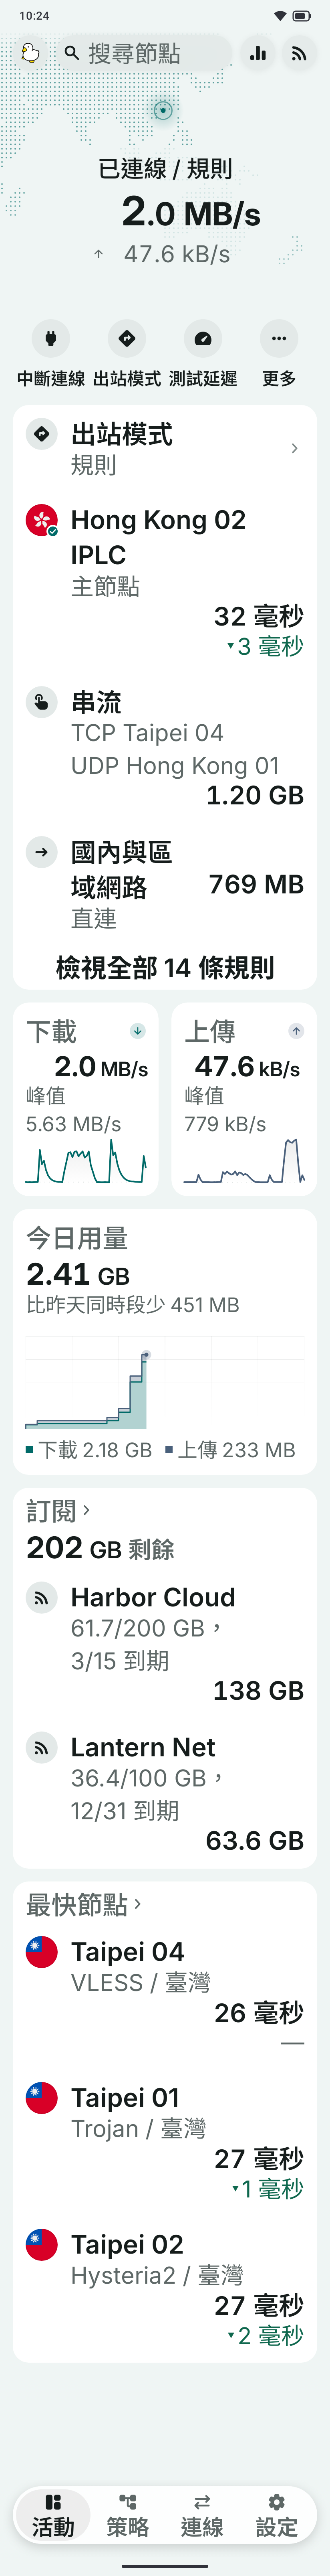 10:24
搜尋節點
已連線 / 規則
2.0 MB/s
↑ 47.6 kB/s
中斷連線 出站模式 測試延遲 更多
出站模式
規則
Hong Kong 02
IPLC
主節點
32 毫秒
▼3 毫秒
串流
TCP Taipei 04
UDP Hong Kong 01
1.20 GB
國內與區
域網路
769 MB
直連
檢視全部 14 條規則
下載
2.0 MB/s
峰值
5.63 MB/s
上傳
47.6 kB/s
峰值
779 kB/s
今日用量
2.41 GB
比昨天同時段少 451 MB
下載 2.18 GB 上傳 233 MB
訂閱
202 GB 剩餘
Harbor Cloud
61.7/200 GB，
3/15 到期
138 GB
Lantern Net
36.4/100 GB，
12/31 到期
63.6 GB
最快節點
Taipei 04
VLESS / 臺灣
26 毫秒
—
Taipei 01
Trojan / 臺灣
27 毫秒
▼1 毫秒
Taipei 02
Hysteria2 / 臺灣
27 毫秒
▼2 毫秒
活動 策略 連線 設定